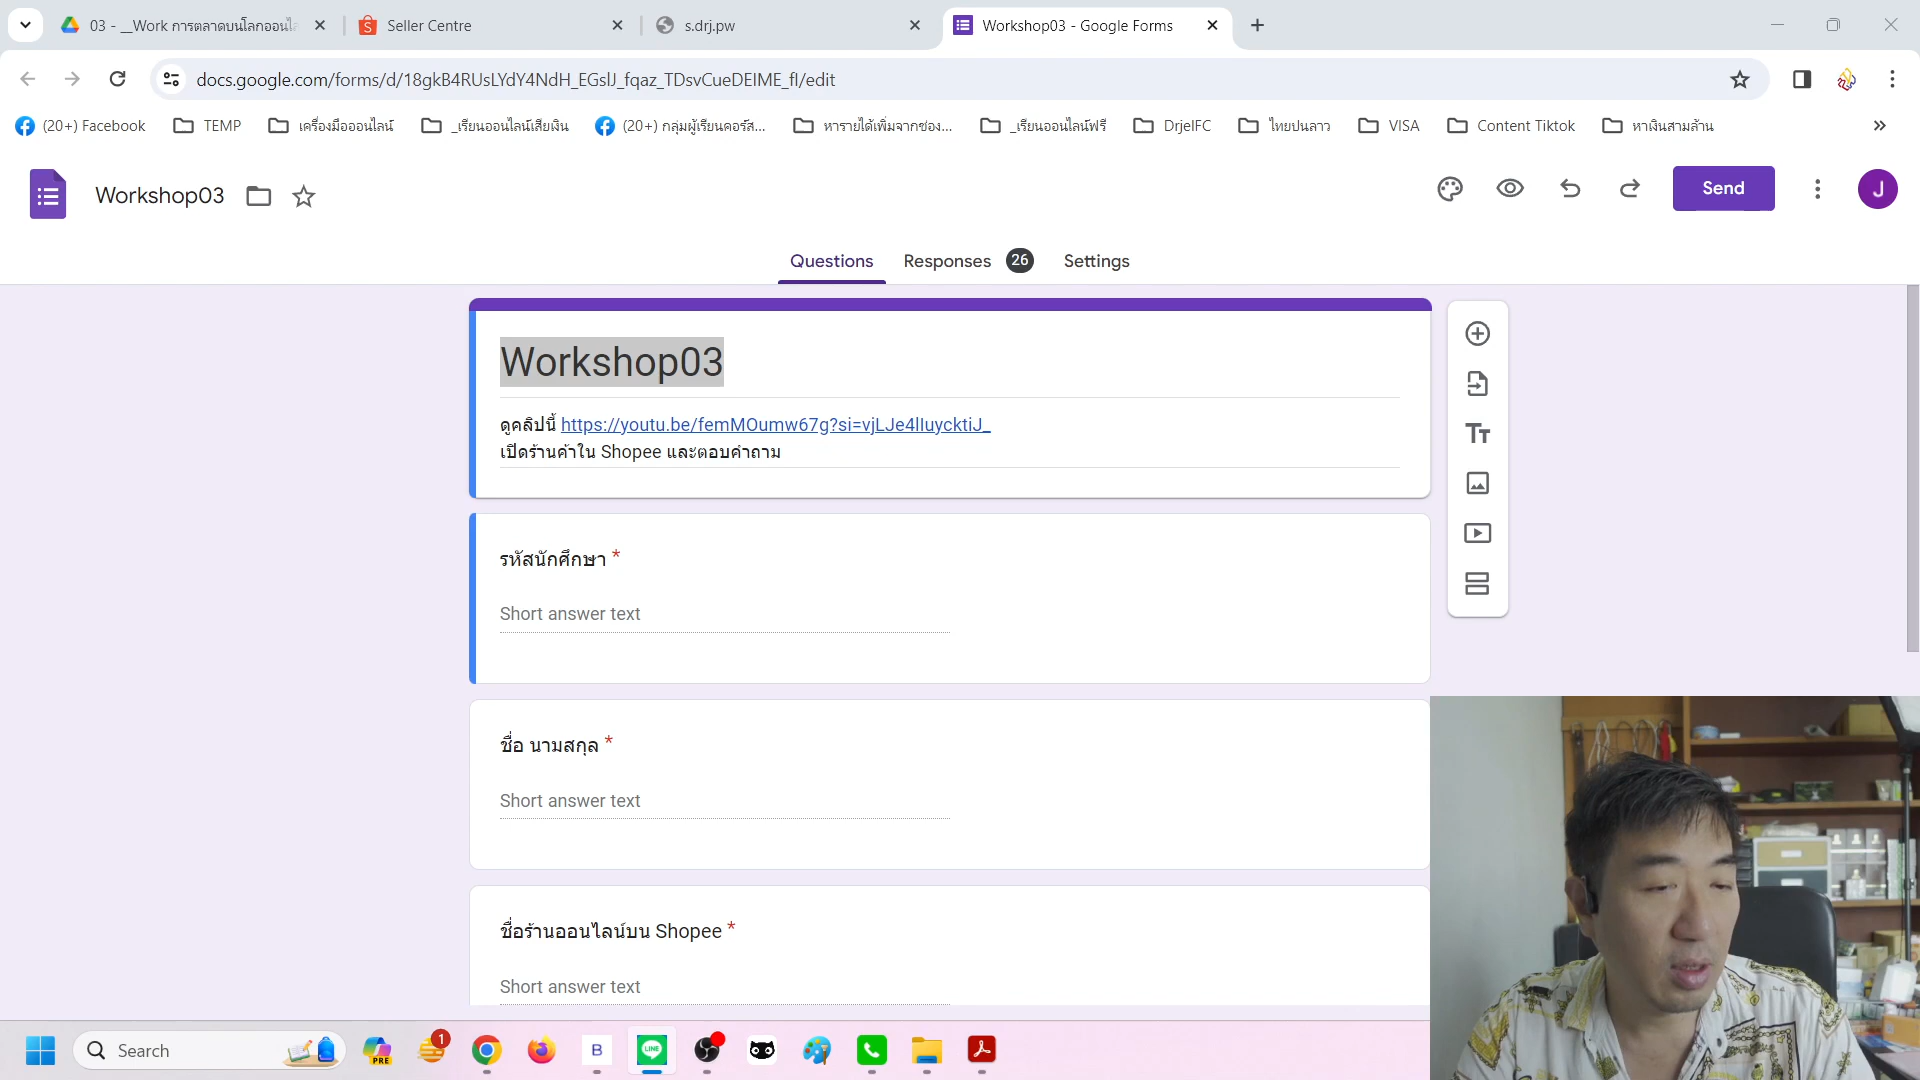 03 - __Work การตลาดบนโลกออนไล
Seller Centre
s.drj.pw
Workshop03 - Google Forms
docs.google.com/forms/d/18gkB4RUsLYdY4NdH_EGslJ_fqaz_TDsvCueDEIME_fI/edit
(20+) Facebook
TEMP
เครื่องมือออนไลน์
_เรียนออนไลน์เสียเงิน
(20+) กลุ่มผู้เรียนคอร์ส...
หารายได้เพิ่มจากช่อง...
_เรียนออนไลน์ฟรี
DrjelFC
ไทยปนลาว
VISA
Content Tiktok
หาเงินสามล้าน
Workshop03
Send
J
Questions
Responses 26
Settings
Workshop03
ดูคลิปนี้ https://youtu.be/femMOumw67g?si=vjLJe4lIuycktiJ_
เปิดร้านค้าใน Shopee และตอบคำถาม
รหัสนักศึกษา *
Short answer text
ชื่อ นามสกุล *
Short answer text
ชื่อร้านออนไลน์บน Shopee *
Short answer text
Search
PRE
1
B
LINE